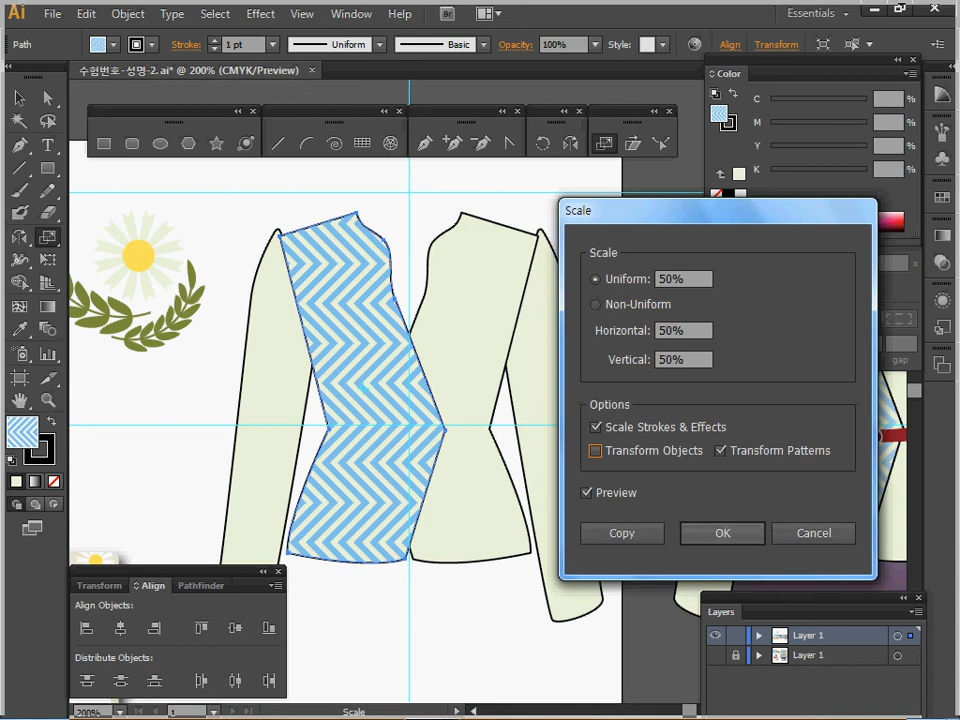 Ai File Edit Object Type Select Effect View Window Help Br Essentials
Path Stroke: 1 pt Uniform Basic Opacity: 100% Style: Align Transform
수험번호-성명-2.ai* @ 200% (CMYK/Preview) ×
Color
C %
M %
Y %
K %
Scale
Scale
Uniform: 50%
Non-Uniform
Horizontal: 50%
Vertical: 50%
gap
Options
Scale Strokes & Effects
Transform Objects Transform Patterns
Preview
Copy OK Cancel
Transform Align Pathfinder
Align Objects:
Distribute Objects:
Layers
Layer 1
Layer 1
200% 1 Scale